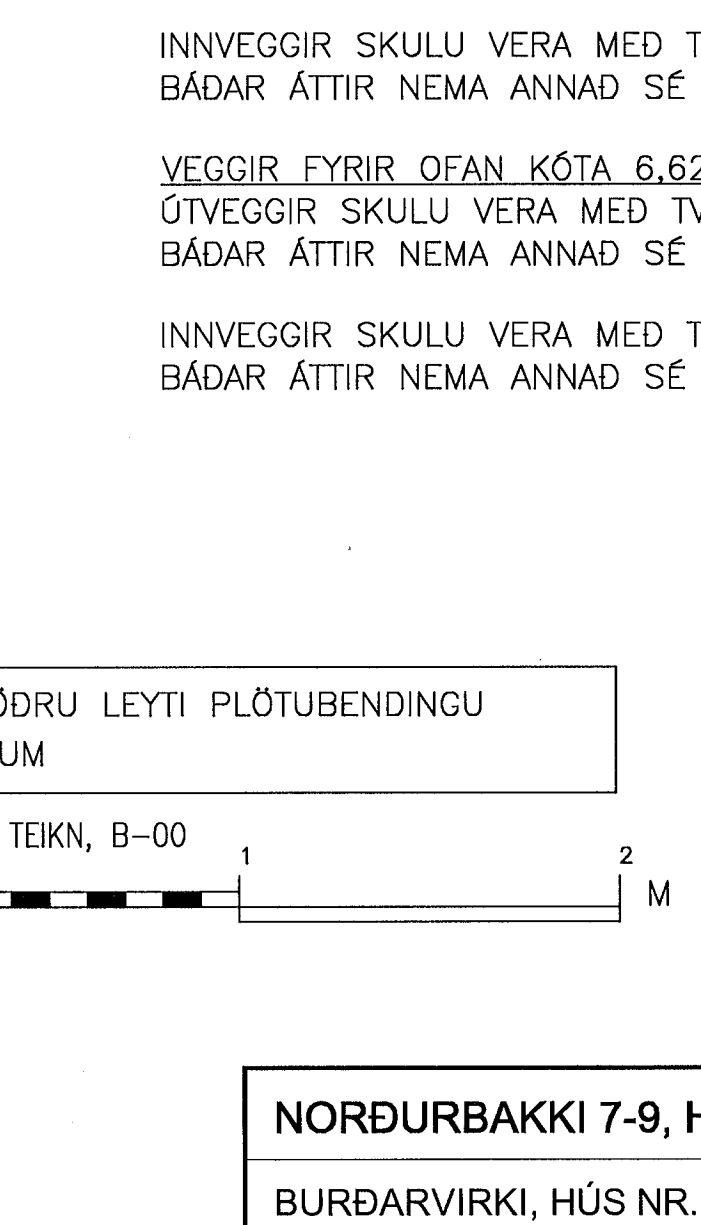 INNVEGGIR SKULU VERA MEÐ
BÁÐAR ÁTTIR NEMA ANNAÐ SÉ
VEGGIR FYRIR OFAN KÓTA 6,62
ÚTVEGGIR SKULU VERA MEÐ
BÁÐAR ÁTTIR NEMA ANNAÐ SÉ
INNVEGGIR SKULU VERA MEÐ
BÁÐAR ÁTTIR NEMA ANNAÐ SÉ
ÖÐRU LEYTI PLÖTUBENDINGU
UM
TEIKN, B-00
1 2
M
NORÐURBAKKI 7-9,
BURÐARVIRKI, HÚS NR.